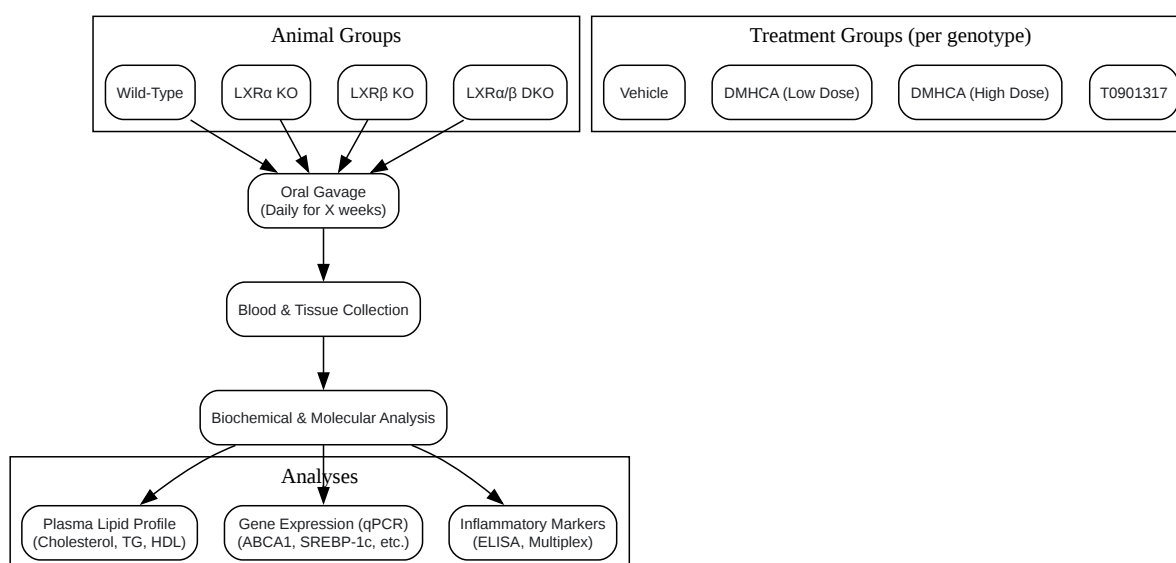 Animal Groups
Wild-Type
LXRα KO
LXRβ KO
LXRα/β DKO
Treatment Groups (per genotype)
Vehicle
DMHCA (Low Dose)
DMHCA (High Dose)
T0901317
Oral Gavage
(Daily for X weeks)
Blood & Tissue Collection
Biochemical & Molecular Analysis
Analyses
Plasma Lipid Profile
(Cholesterol, TG, HDL)
Gene Expression (qPCR)
(ABCA1, SREBP-1c, etc.)
Inflammatory Markers
(ELISA, Multiplex)